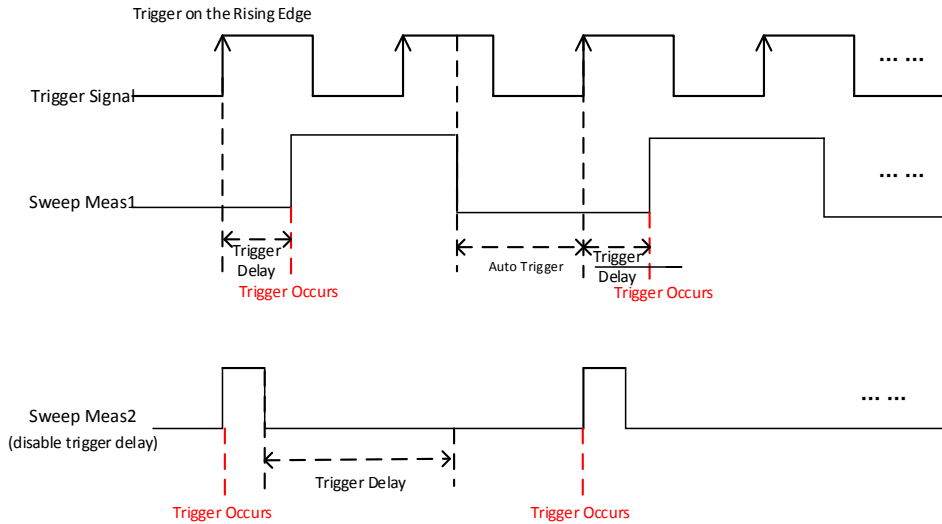 Trigger on the Rising Edge
Trigger Signal
... ...
Sweep Meas1
... ...
Trigger
Delay
Auto Trigger
Trigger
Delay
Trigger Occurs
Trigger Occurs
Sweep Meas2
(disable trigger delay)
... ...
Trigger Delay
Trigger Occurs
Trigger Occurs